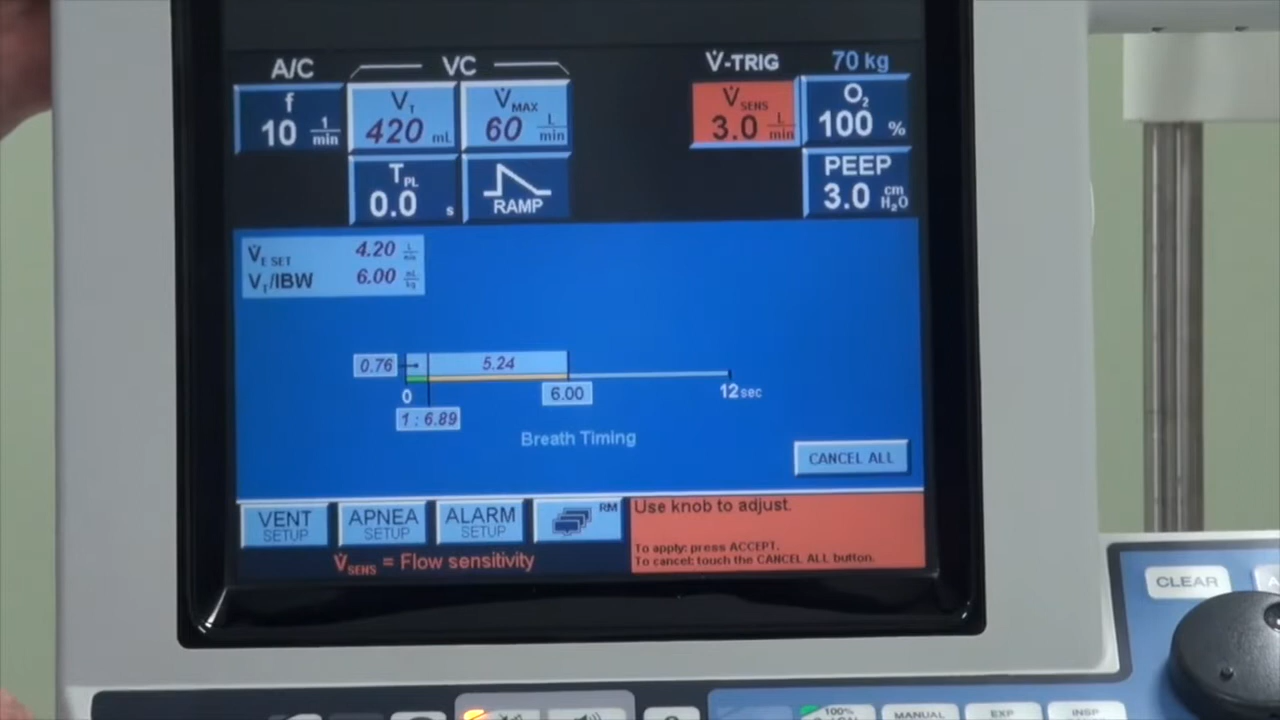 A/C VC V̇-TRIG 70 kg
f
10 1/min
VT
420 mL
V̇MAX
60 L/min
V̇SENS
3.0 L/min
O2
100 %
TPL
0.0 s
RAMP
PEEP
3.0 cm H2O
V̇E SET 4.20 L/min
VT/IBW 6.00 mL/kg
0.76 5.24
0 6.00 12 sec
1 : 6.89
Breath Timing
CANCEL ALL
VENT SETUP
APNEA SETUP
ALARM SETUP
RM
Use knob to adjust.
To apply: press ACCEPT.
To cancel: touch the CANCEL ALL button.
V̇SENS = Flow sensitivity
CLEAR
100%
MANUAL
EXP
INSP